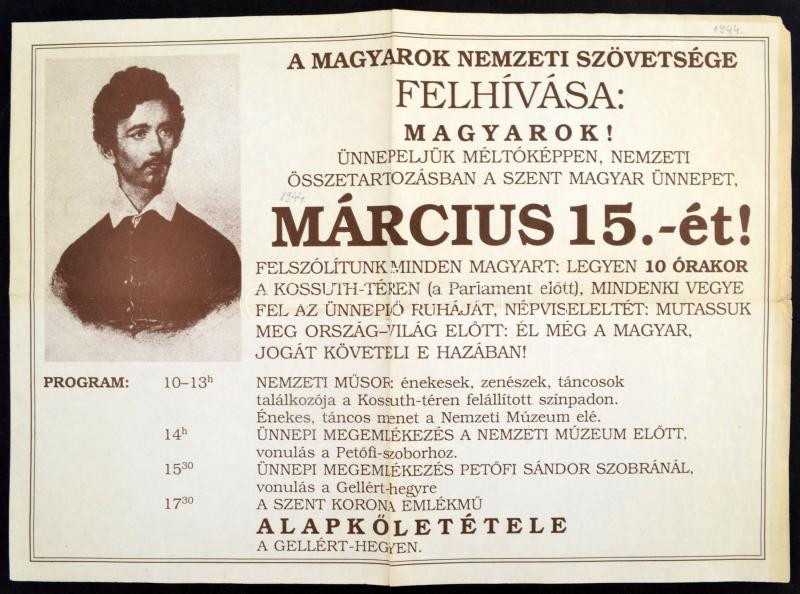 1944.
A MAGYAROK NEMZETI SZÖVETSÉGE
FELHÍVÁSA:
MAGYAROK!
ÜNNEPELJÜK MÉLTÓKÉPPEN, NEMZETI
ÖSSZETARTOZÁSBAN A SZENT MAGYAR ÜNNEPET,
1944.
MÁRCIUS 15.-ét!
FELSZÓLÍTUNK MINDEN MAGYART: LEGYEN 10 ÓRAKOR
A KOSSUTH-TÉREN (a Parlament előtt), MINDENKI VEGYE
FEL AZ ÜNNEPLŐ RUHÁJÁT, NÉPVISELELTÉT: MUTASSUK
MEG ORSZÁG-VILÁG ELŐTT: ÉL MÉG A MAGYAR,
JOGÁT KÖVETELI E HAZÁBAN!
PROGRAM: 10–13h NEMZETI MŰSOR: énekesek, zenészek, táncosok
találkozója a Kossuth-téren felállított színpadon.
Énekes, táncos menet a Nemzeti Múzeum elé.
14h ÜNNEPI MEGEMLÉKEZÉS A NEMZETI MÚZEUM ELŐTT,
vonulás a Petőfi-szoborhoz.
1530 ÜNNEPI MEGEMLÉKEZÉS PETŐFI SÁNDOR SZOBRÁNÁL,
vonulás a Gellért-hegyre
1730 A SZENT KORONA EMLÉKMŰ
ALAPKŐLETÉTELE
A GELLÉRT-HEGYEN.